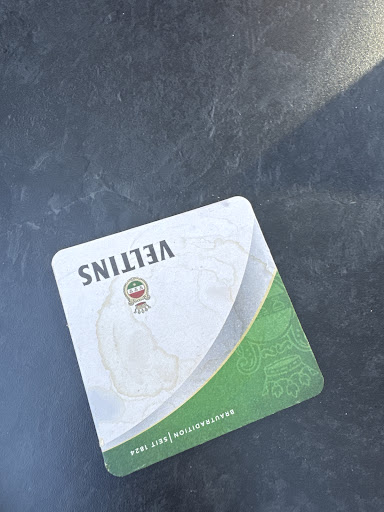 VELTINS
BRAUTRADITION | SEIT 1824